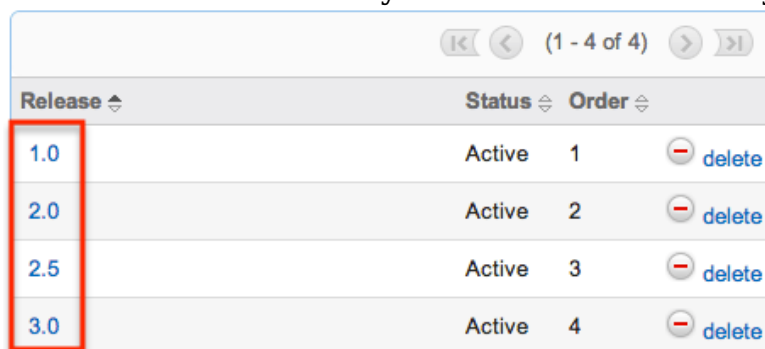 (1 - 4 of 4)
Release Status Order
1.0 Active 1 delete
2.0 Active 2 delete
2.5 Active 3 delete
3.0 Active 4 delete